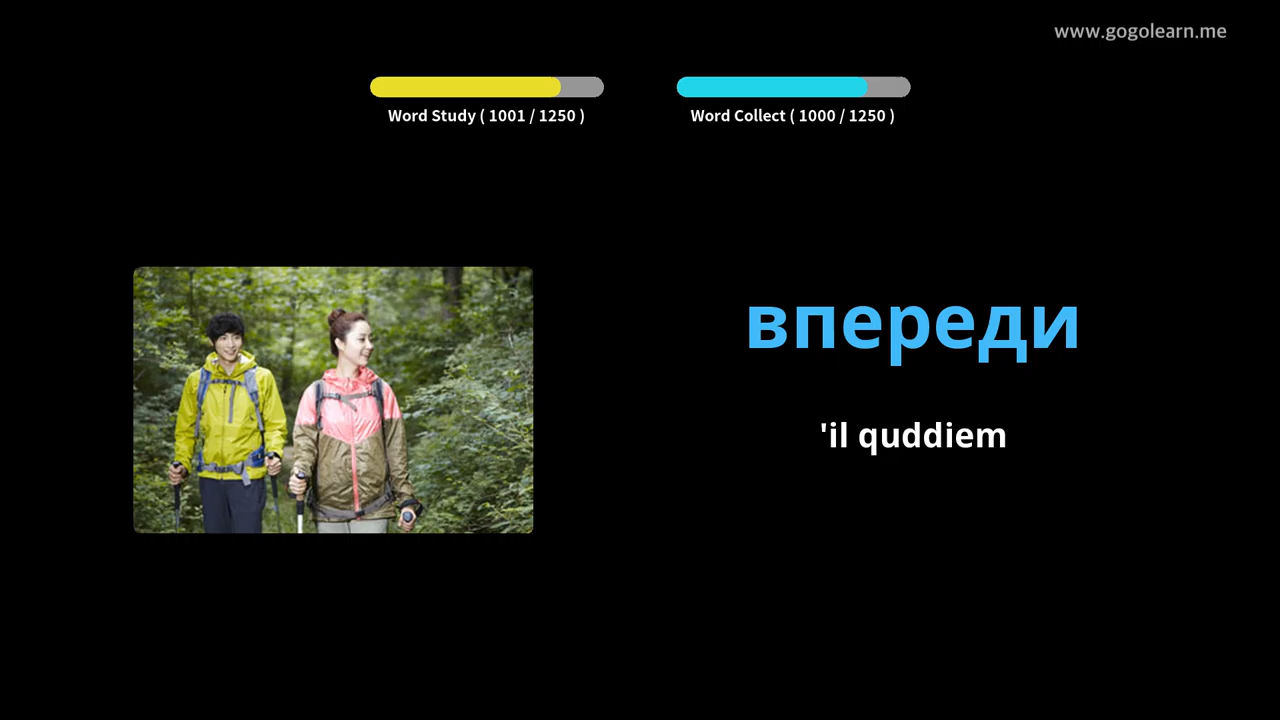 www.gogolearn.me
Word Study ( 1001 / 1250 )
Word Collect ( 1000 / 1250 )
впереди
'il quddiem